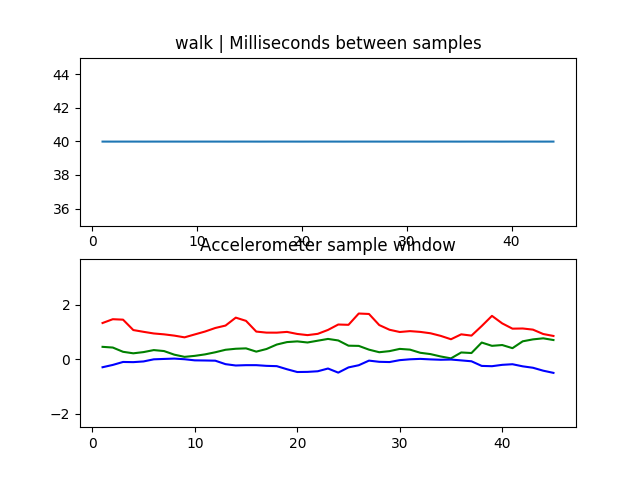 walk | Milliseconds between samples
44
42
40
38
36
0 10 20 30 40
Accelerometer sample window
2
0
−2
0 10 20 30 40